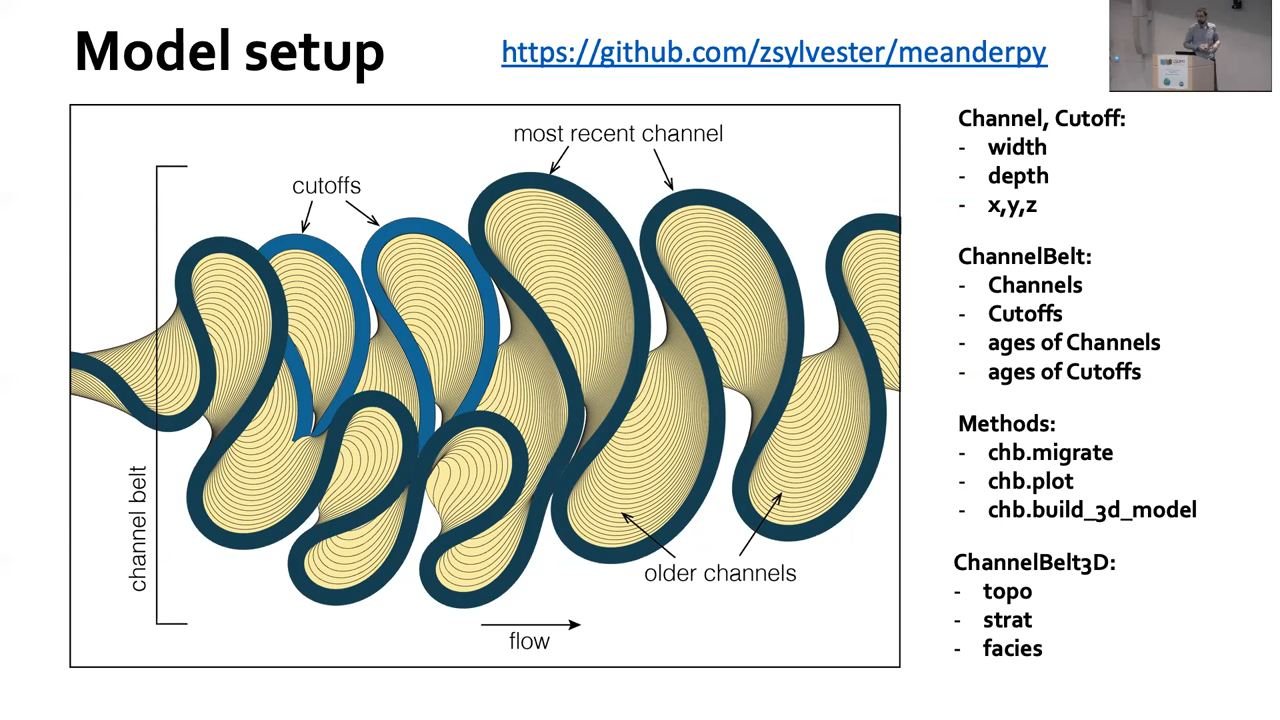 Model setup
https://github.com/zsylvester/meanderpy
most recent channel
cutoffs
channel belt
older channels
flow
Channel, Cutoff:
- width
- depth
- x,y,z
ChannelBelt:
- Channels
- Cutoffs
- ages of Channels
- ages of Cutoffs
Methods:
- chb.migrate
- chb.plot
- chb.build_3d_model
ChannelBelt3D:
- topo
- strat
- facies